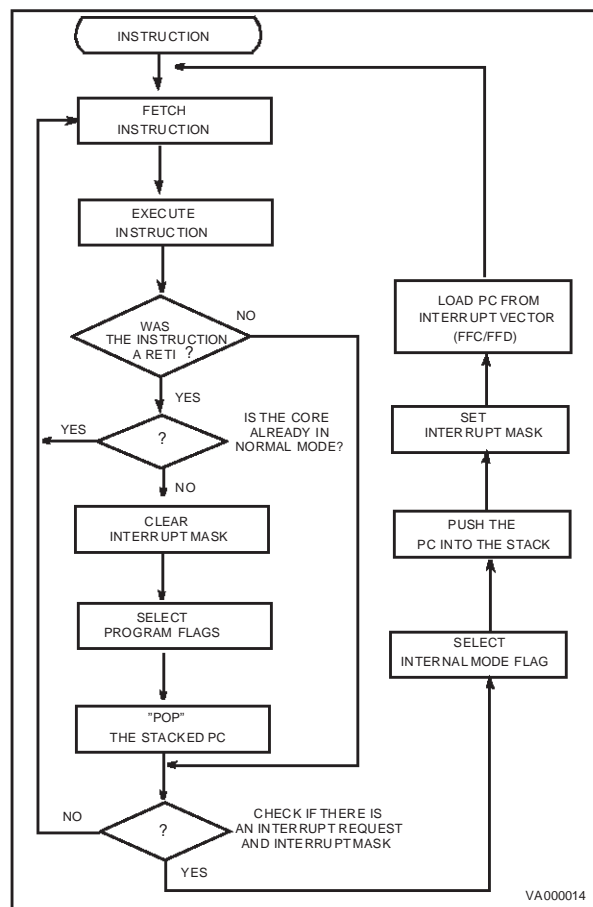 INSTRUCTION
FETCH
INSTRUCTION
EXECUTE
INSTRUCTION
WAS
THE INSTRUCTION
A RETI ?
NO
YES
?
YES
IS THE CORE
ALREADY IN
NORMAL MODE?
NO
CLEAR
INTERRUPT MASK
SELECT
PROGRAM FLAGS
"POP"
THE STACKED PC
?
NO
CHECK IF THERE IS
AN INTERRUPT REQUEST
AND INTERRUPT MASK
YES
SELECT
INTERNAL MODE FLAG
PUSH THE
PC INTO THE STACK
SET
INTERRUPT MASK
LOAD PC FROM
INTERRUPT VECTOR
(FFC/FFD)
VA000014